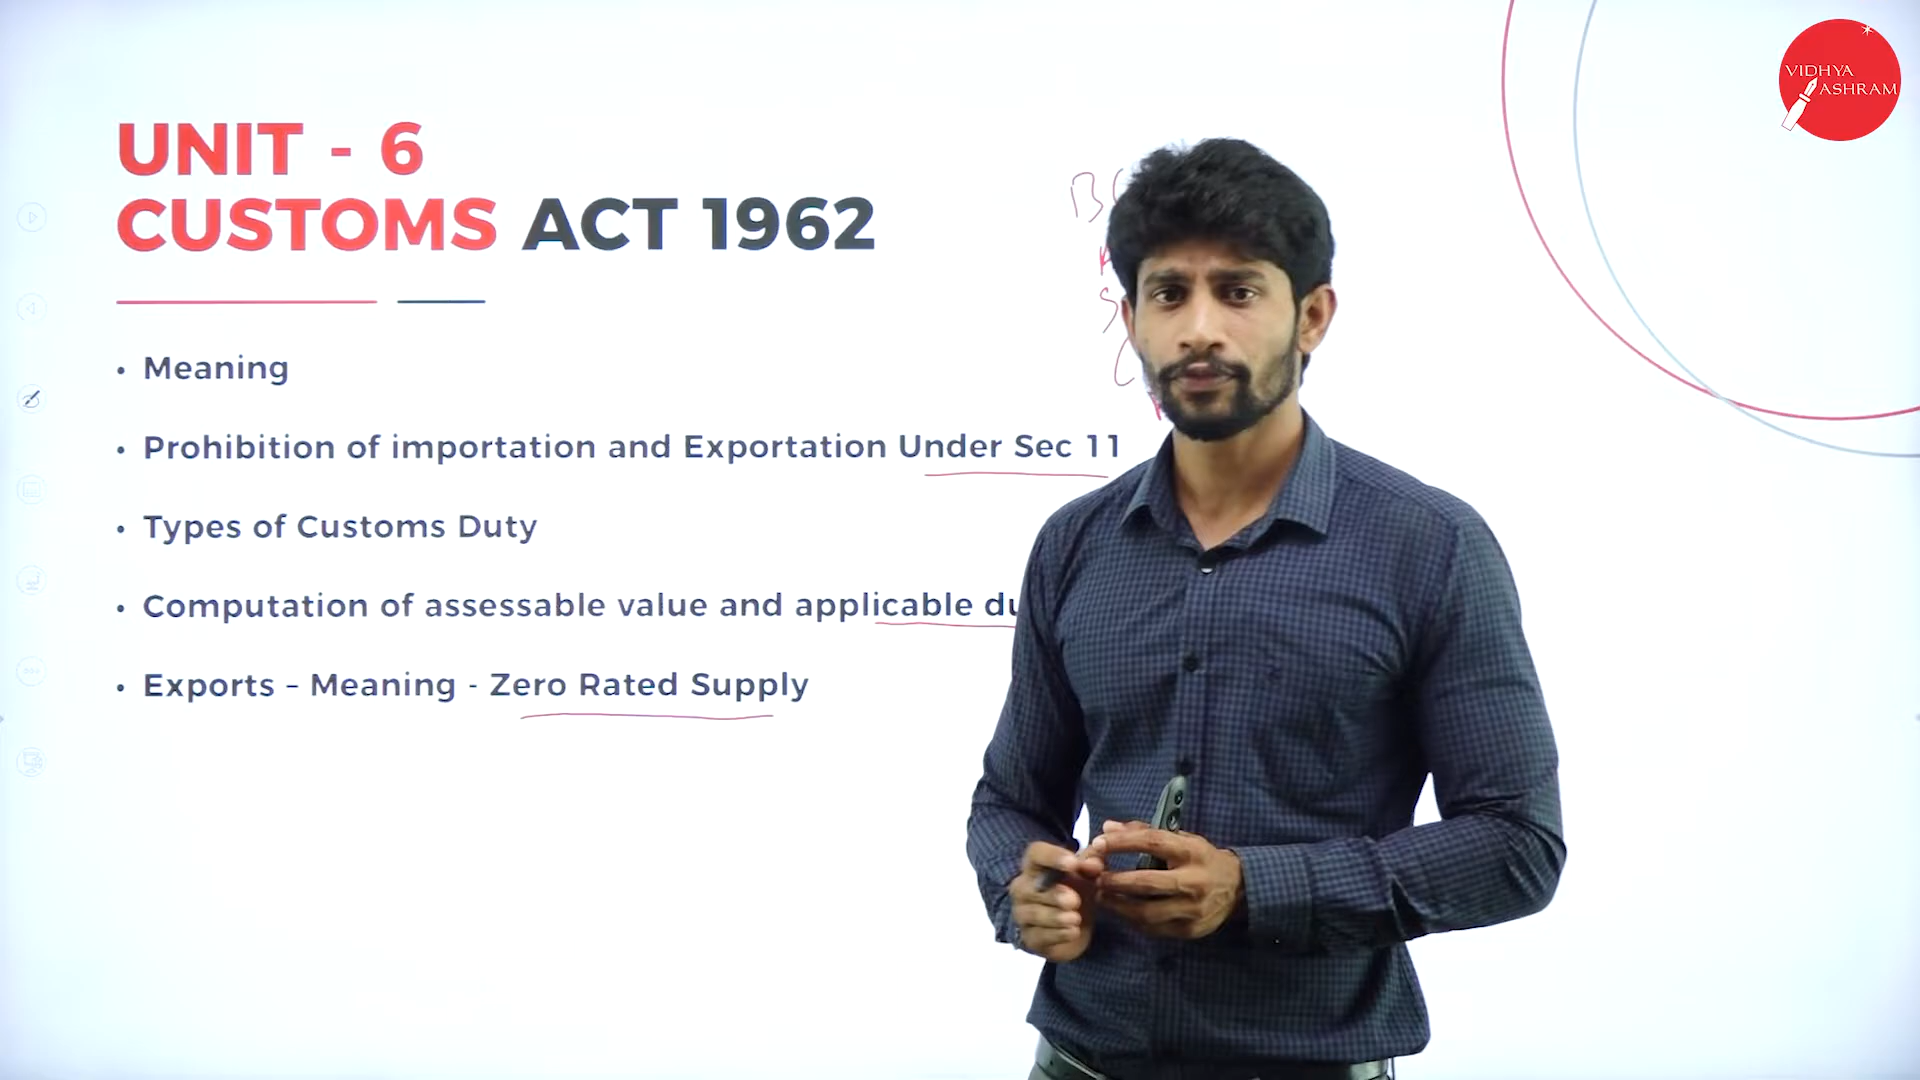 VIDHYA
ASHRAM
UNIT - 6
CUSTOMS ACT 1962
• Meaning
• Prohibition of importation and Exportation Under Sec 11
• Types of Customs Duty
• Computation of assessable value and applicable
• Exports – Meaning - Zero Rated Supply